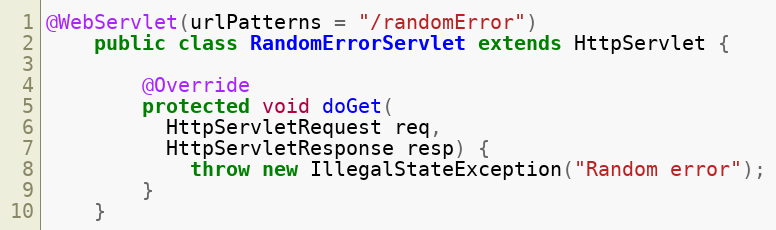 1 @WebServlet(urlPatterns = "/randomError")
2     public class RandomErrorServlet extends HttpServlet {
3
4         @Override
5         protected void doGet(
6           HttpServletRequest req,
7           HttpServletResponse resp) {
8             throw new IllegalStateException("Random error");
9         }
10     }